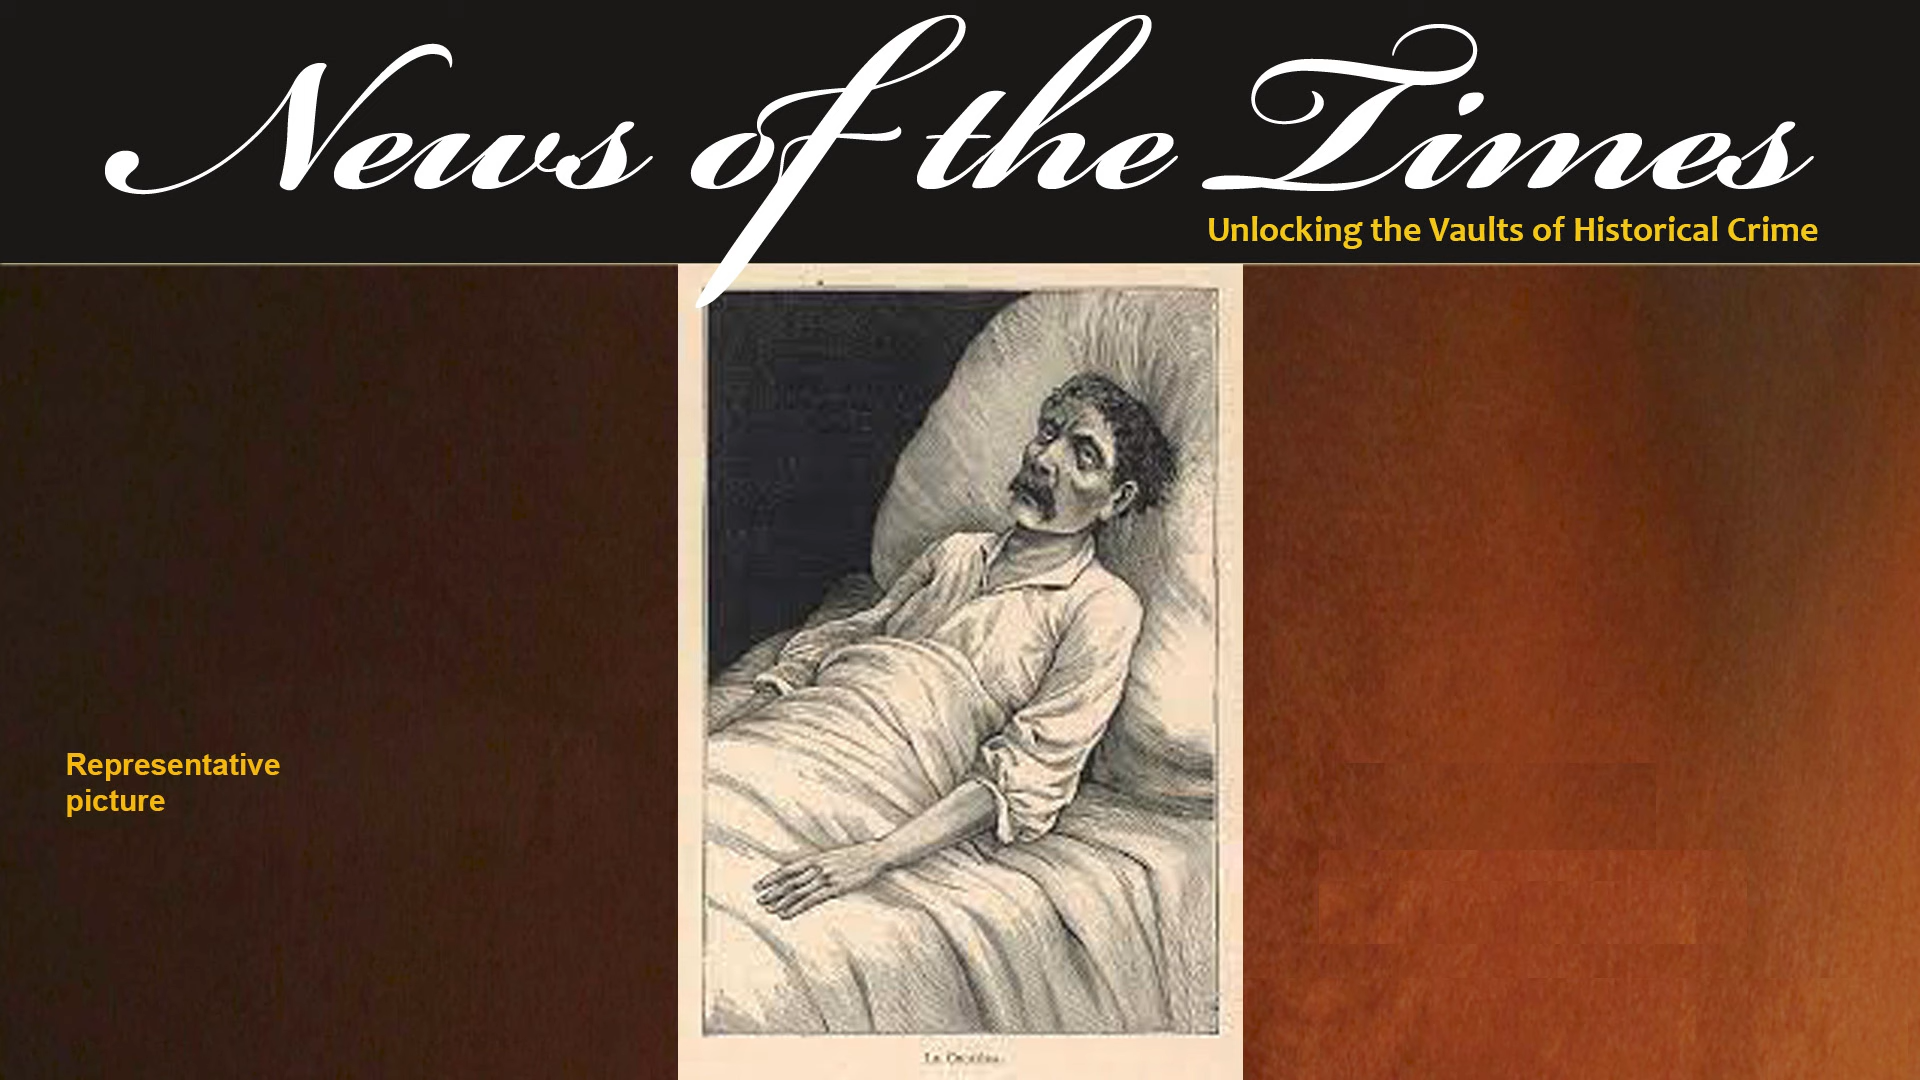 News of the Times
Unlocking the Vaults of Historical Crime
Representative
picture